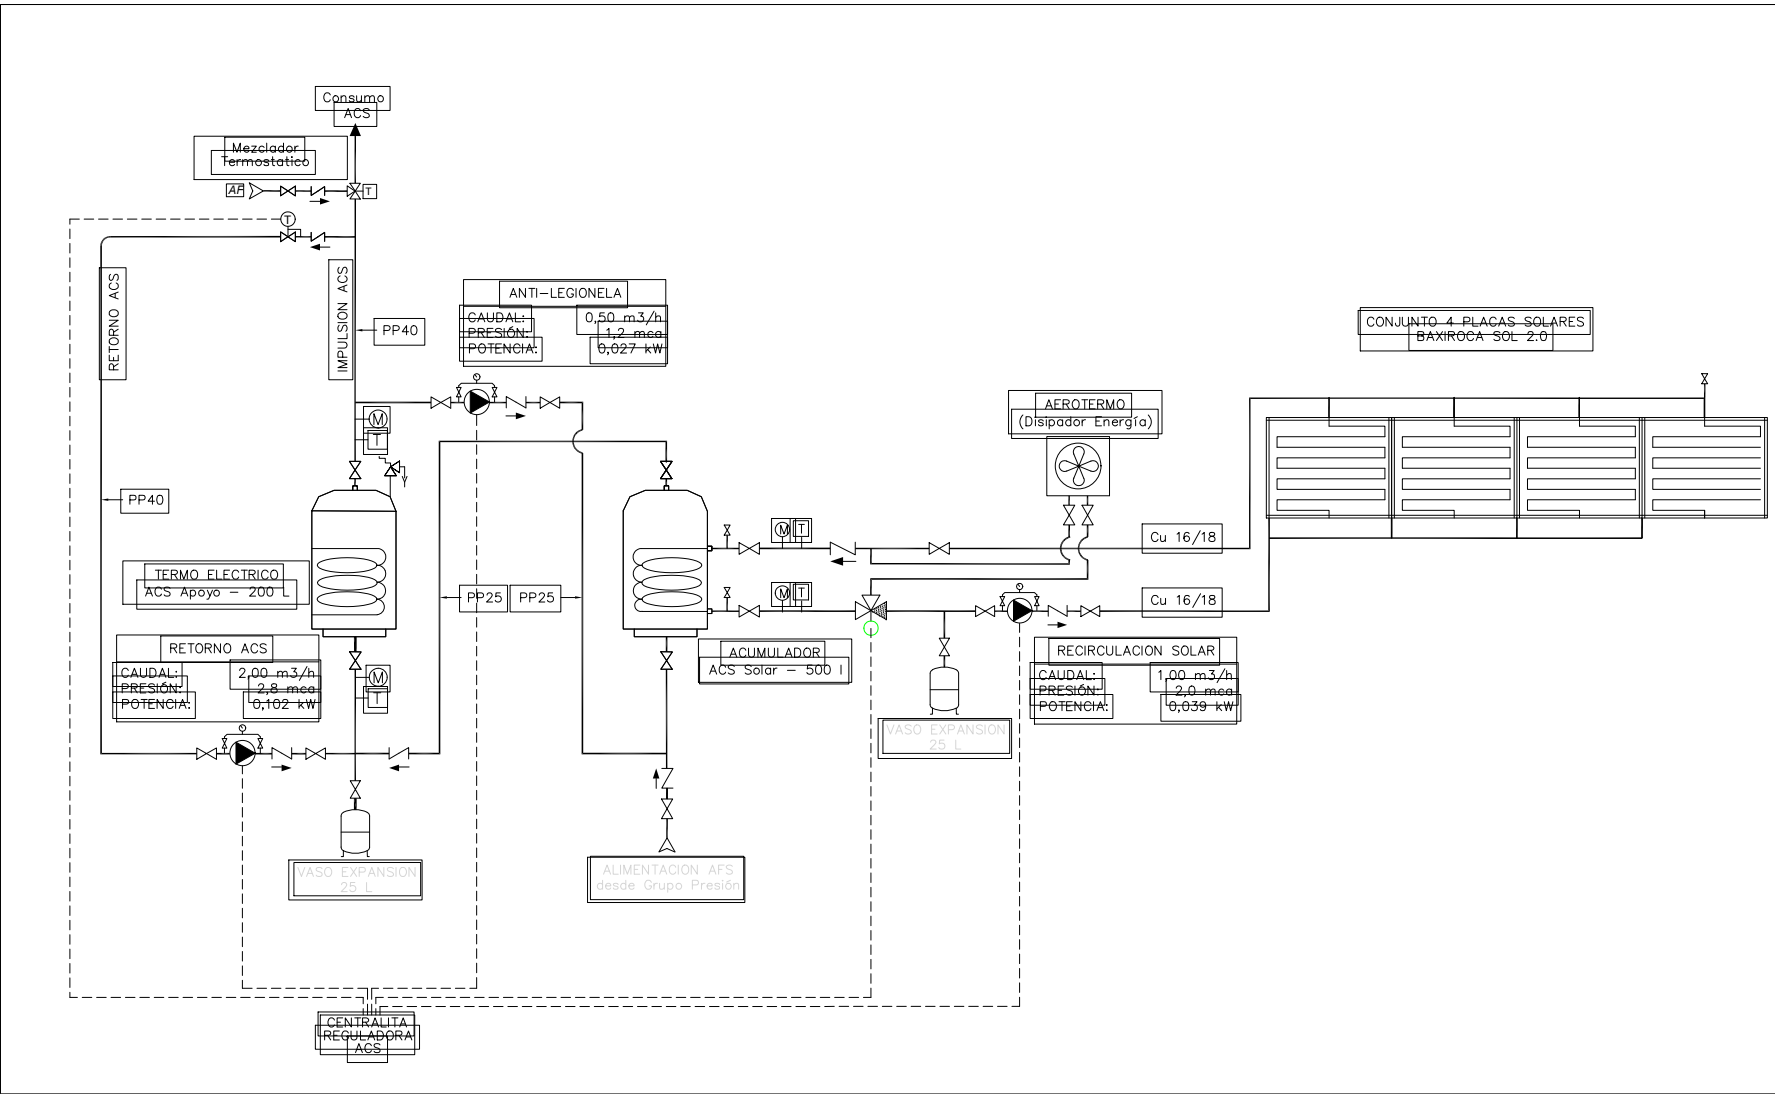 Consumo
ACS
Mezclador
Termostatico
AF
T
T
RETORNO ACS
IMPULSION ACS
PP40
ANTI-LEGIONELA
CAUDAL: 0,50 m3/h
PRESIÓN: 1,2 mca
POTENCIA: 0,027 kW
CONJUNTO 4 PLACAS SOLARES
BAXIROCA SOL 2.0
AEROTERMO
(Disipador Energía)
M
T
PP40
M T
Cu 16/18
TERMO ELECTRICO
ACS Apoyo - 200 L
PP25 PP25
M T
Cu 16/18
RETORNO ACS
CAUDAL: 2,00 m3/h
PRESIÓN: 2,8 mca
POTENCIA: 0,102 kW
M
T
ACUMULADOR
ACS Solar - 500 l
RECIRCULACION SOLAR
CAUDAL: 1,00 m3/h
PRESIÓN: 2,0 mca
POTENCIA: 0,039 kW
VASO EXPANSION
25 L
VASO EXPANSION
25 L
ALIMENTACION AFS
desde Grupo Presión
CENTRALITA
REGULADORA
ACS